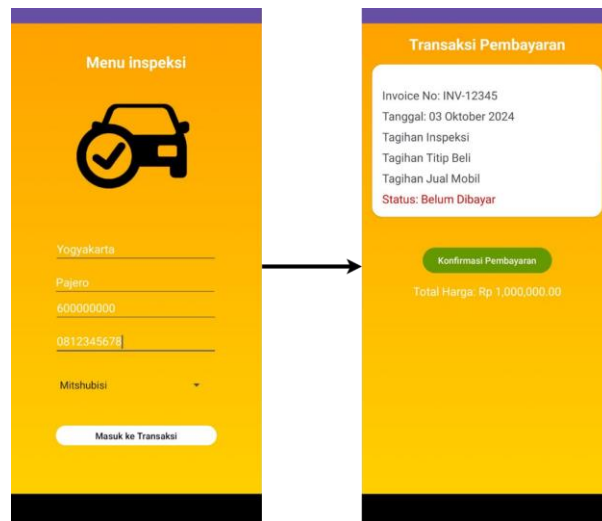 Menu inspeksi
Yogyakarta
Pajero
600000000
0812345678
Mitshubisi
Masuk ke Transaksi
Transaksi Pembayaran
Invoice No: INV-12345
Tanggal: 03 Oktober 2024
Tagihan Inspeksi
Tagihan Titip Beli
Tagihan Jual Mobil
Status: Belum Dibayar
Konfirmasi Pembayaran
Total Harga: Rp 1,000,000.00